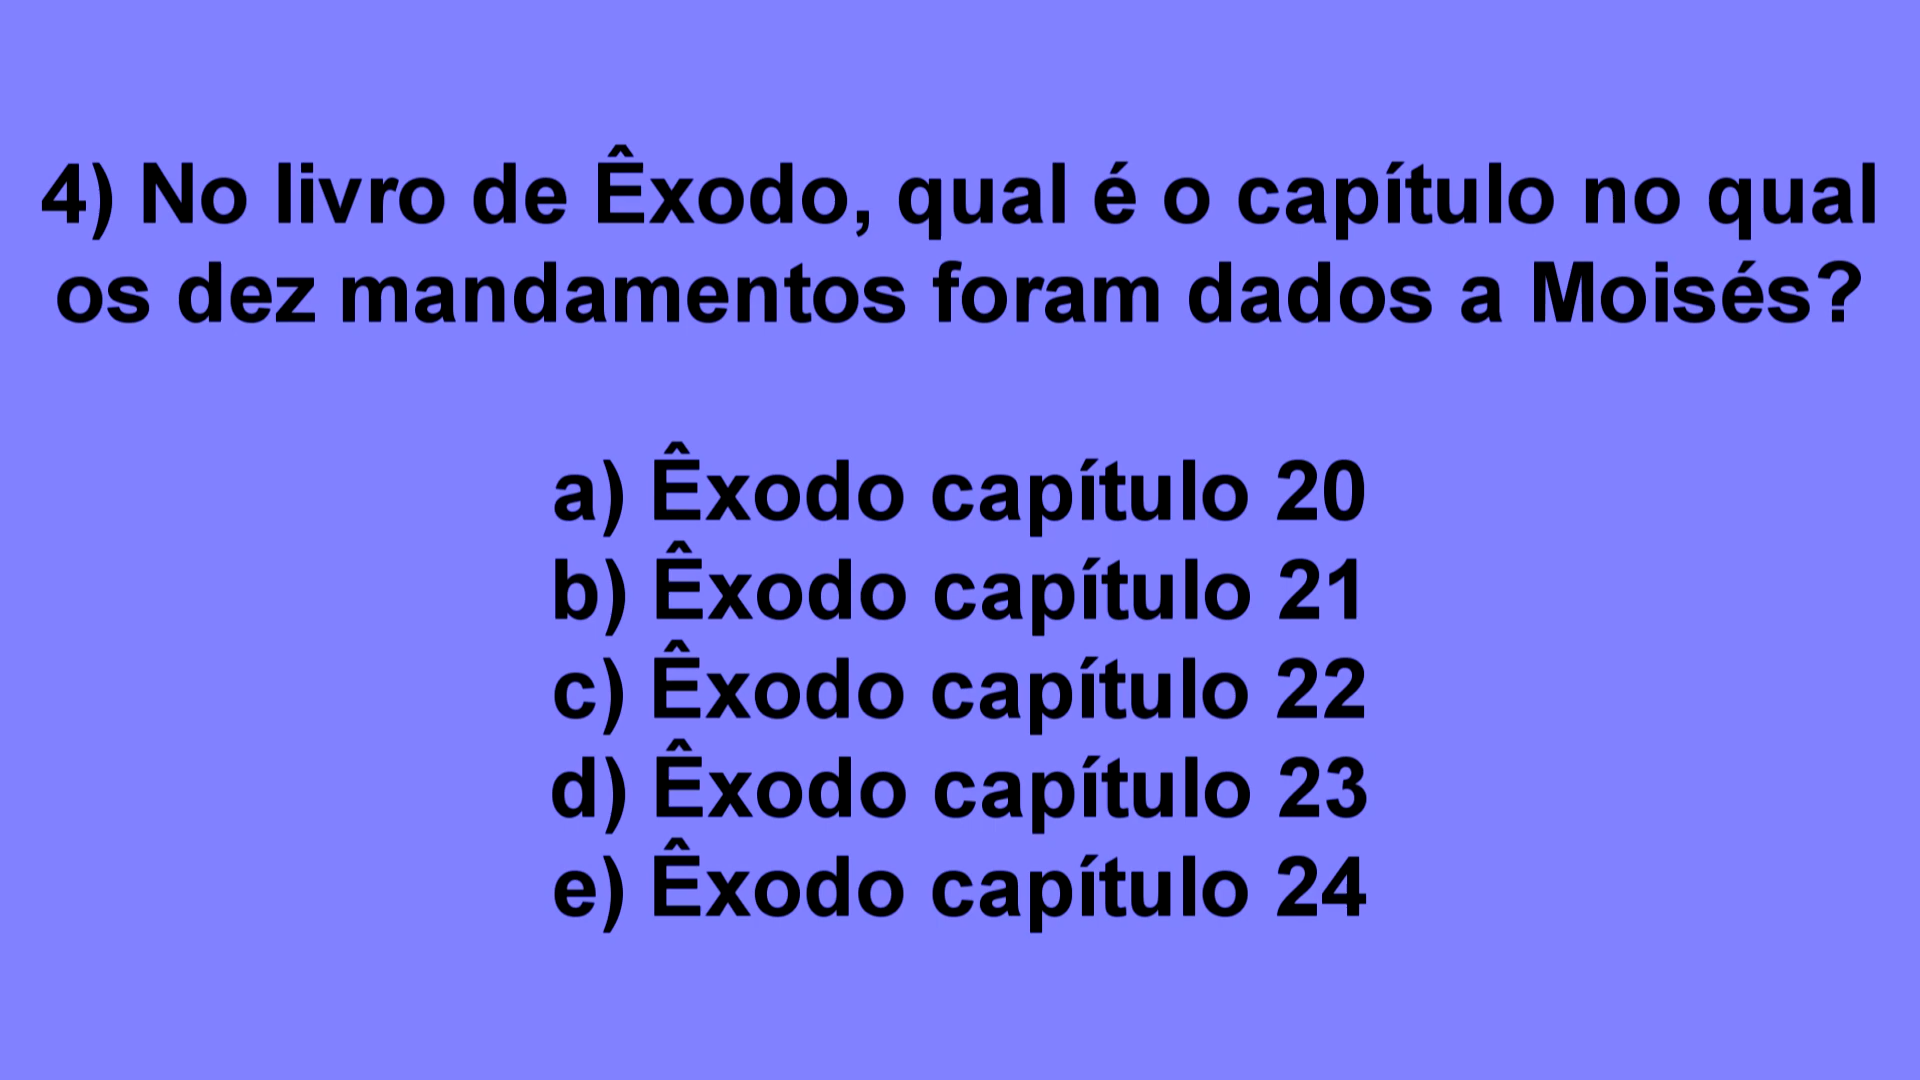 4) No livro de Êxodo, qual é o capítulo no qual
os dez mandamentos foram dados a Moisés?
a) Êxodo capítulo 20
b) Êxodo capítulo 21
c) Êxodo capítulo 22
d) Êxodo capítulo 23
e) Êxodo capítulo 24